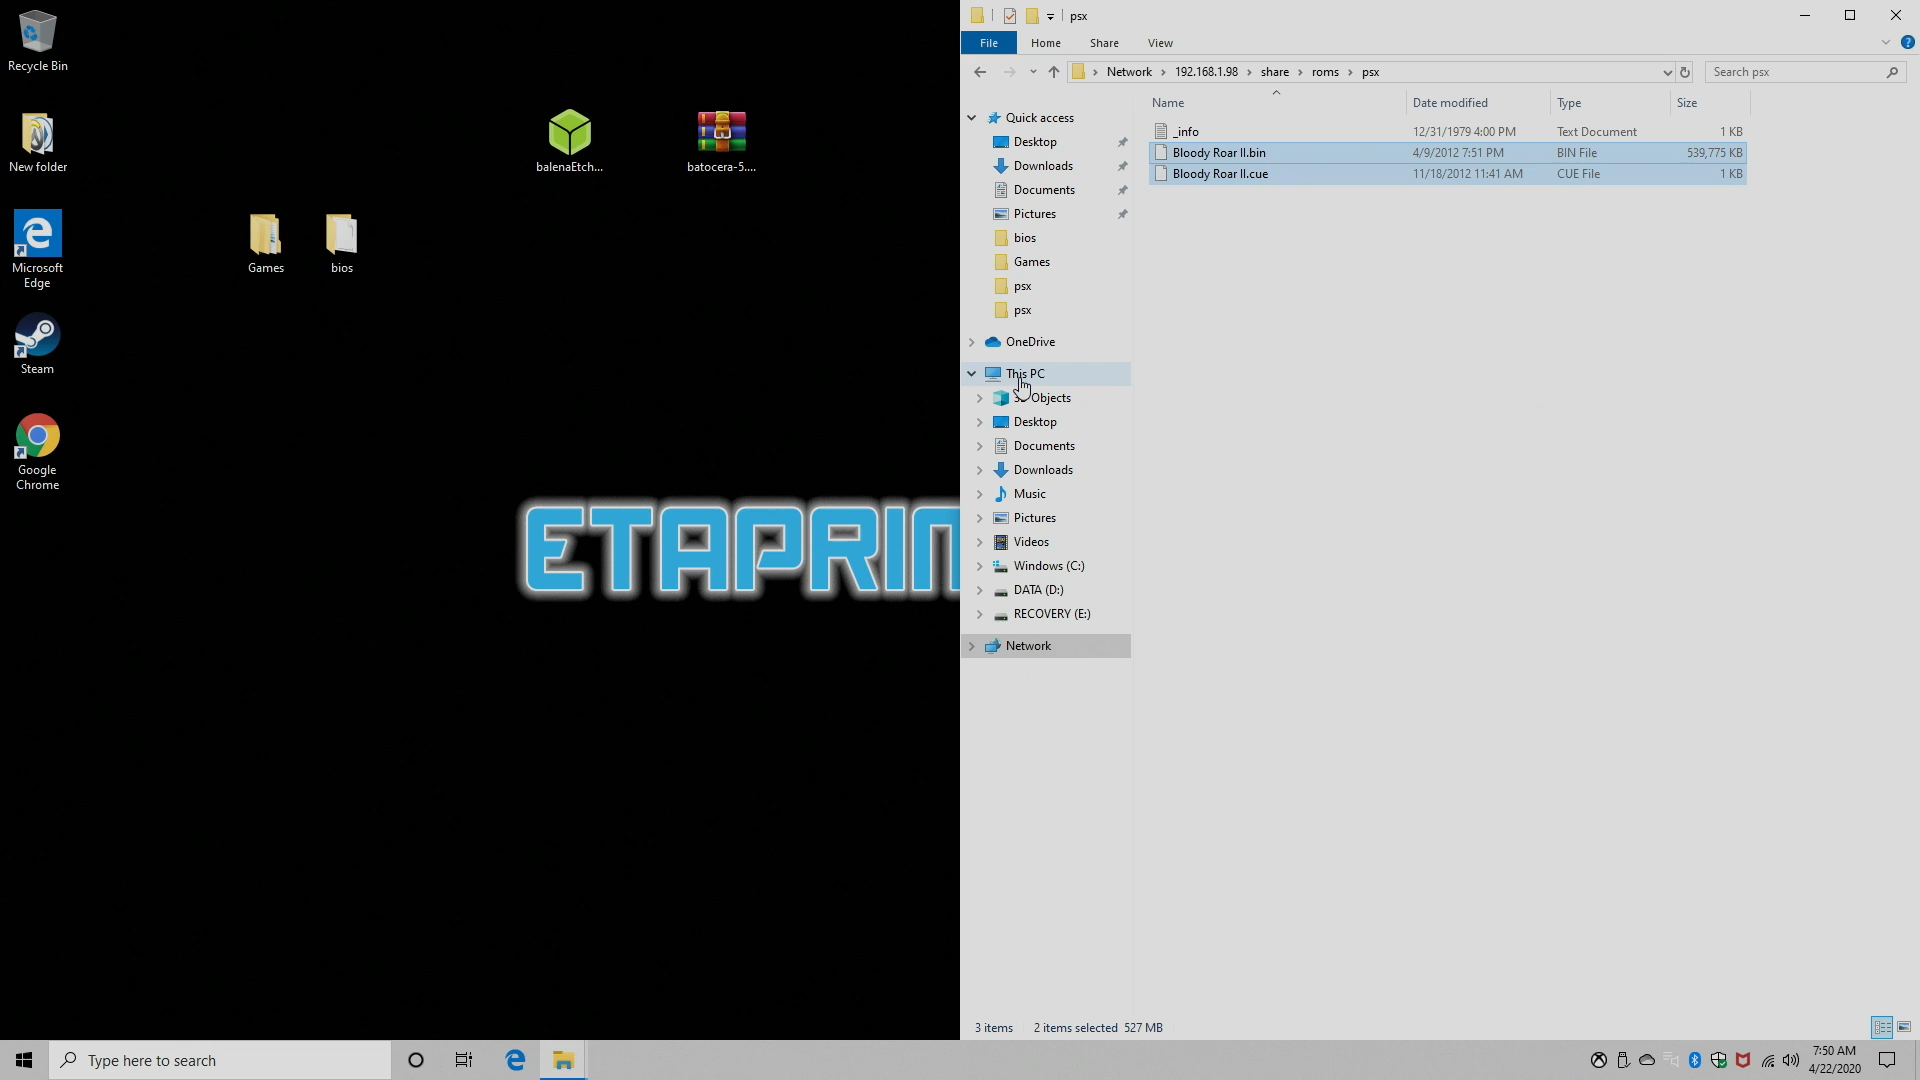 Recycle Bin
New folder
Microsoft
Edge
Steam
Google
Chrome
Games
bios
balenaEtch...
batocera-5....
ETAPRIN
psx
File
Home
Share
View
Network
192.168.1.98
share
roms
psx
Search psx
Quick access
Desktop
Downloads
Documents
Pictures
bios
Games
psx
psx
OneDrive
This PC
3D Objects
Desktop
Documents
Downloads
Music
Pictures
Videos
Windows (C:)
DATA (D:)
RECOVERY (E:)
Network
Name Date modified Type Size
_info 12/31/1979 4:00 PM Text Document 1 KB
Bloody Roar II.bin 4/9/2012 7:51 PM BIN File 539,775 KB
Bloody Roar II.cue 11/18/2012 11:41 AM CUE File 1 KB
3 items 2 items selected 527 MB
Type here to search
7:50 AM
4/22/2020